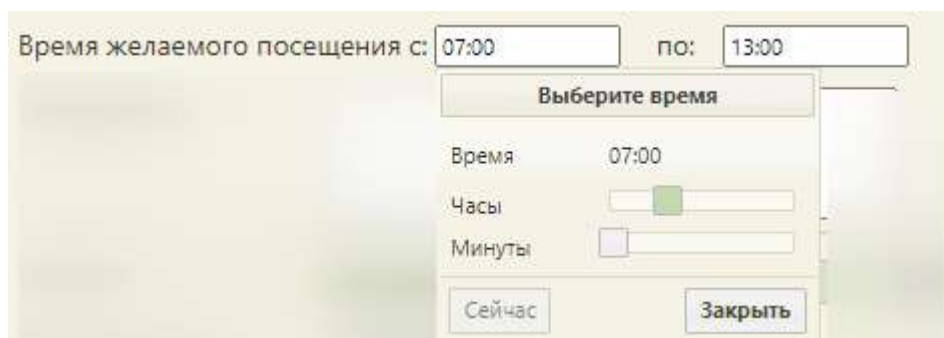 Время желаемого посещения с: 07:00 по: 13:00
Выберите время
Время 07:00
Часы
Минуты
Сейчас Закрыть